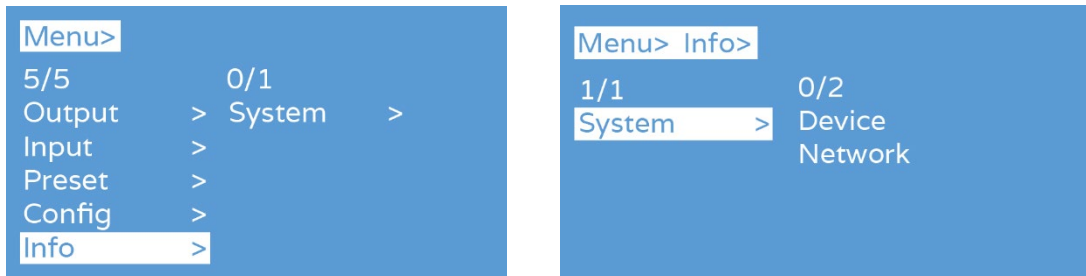 Menu>
5/5 0/1
Output > System >
Input >
Preset >
Config >
Info >
Menu> Info>
1/1 0/2
System > Device
Network